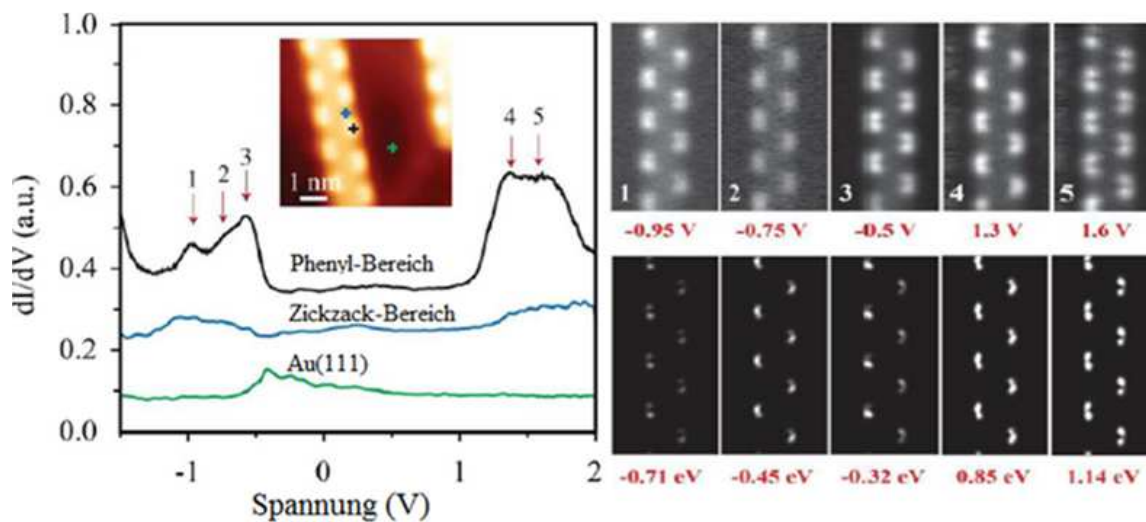 dI/dV (a.u.)
1.0
0.8
0.6
0.4
0.2
0.0
-1
0
1
2
Spannung (V)
1
2
3
4
5
1 nm
Phenyl-Bereich
Zickzack-Bereich
Au(111)
1
2
3
4
5
-0.95 V
-0.75 V
-0.5 V
1.3 V
1.6 V
-0.71 eV
-0.45 eV
-0.32 eV
0.85 eV
1.14 eV